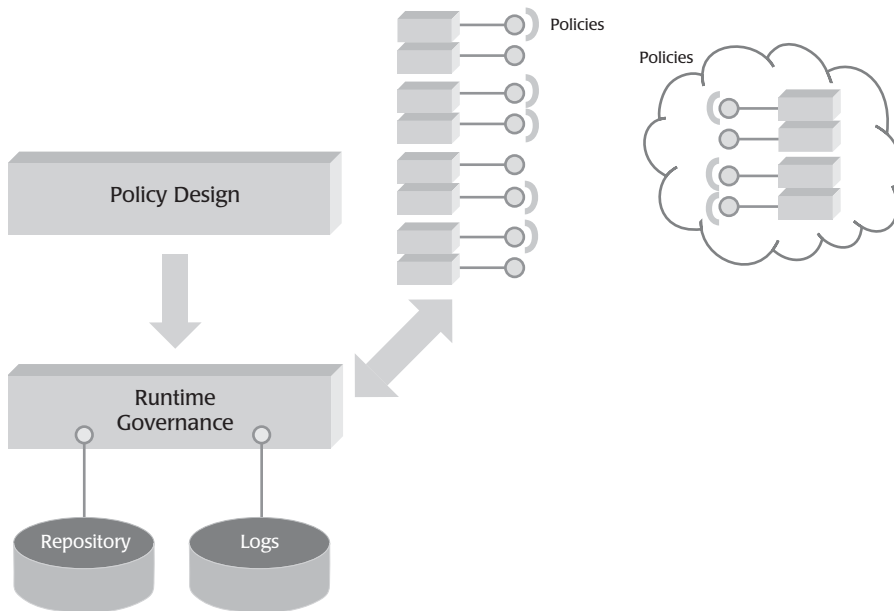 Policies
Policies
Policy Design
Runtime
Governance
Repository
Logs